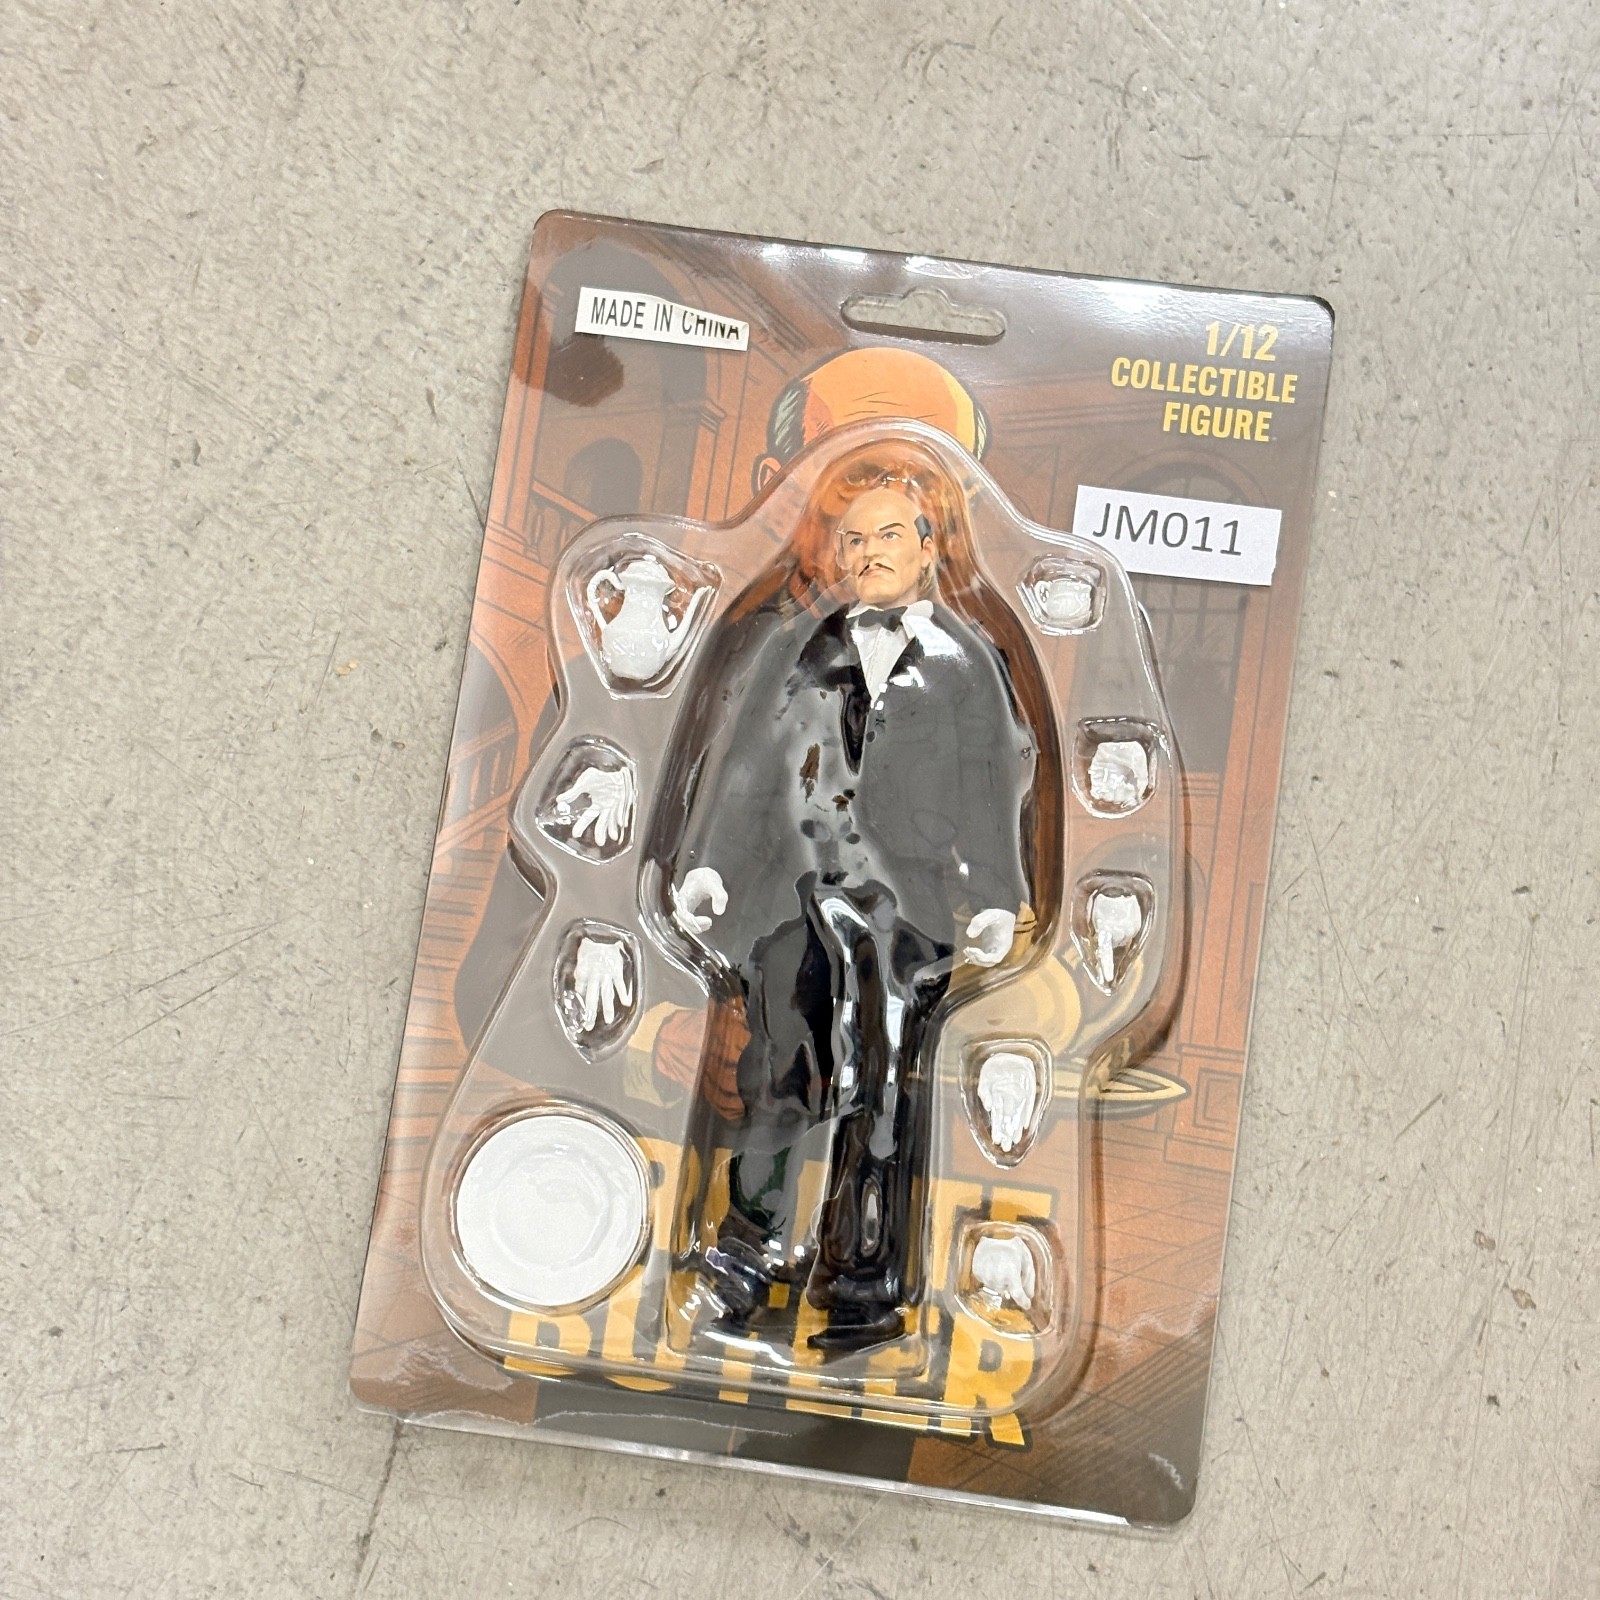 MADE IN CHINA
1/12
COLLECTIBLE
FIGURE
JM011
BUTLER